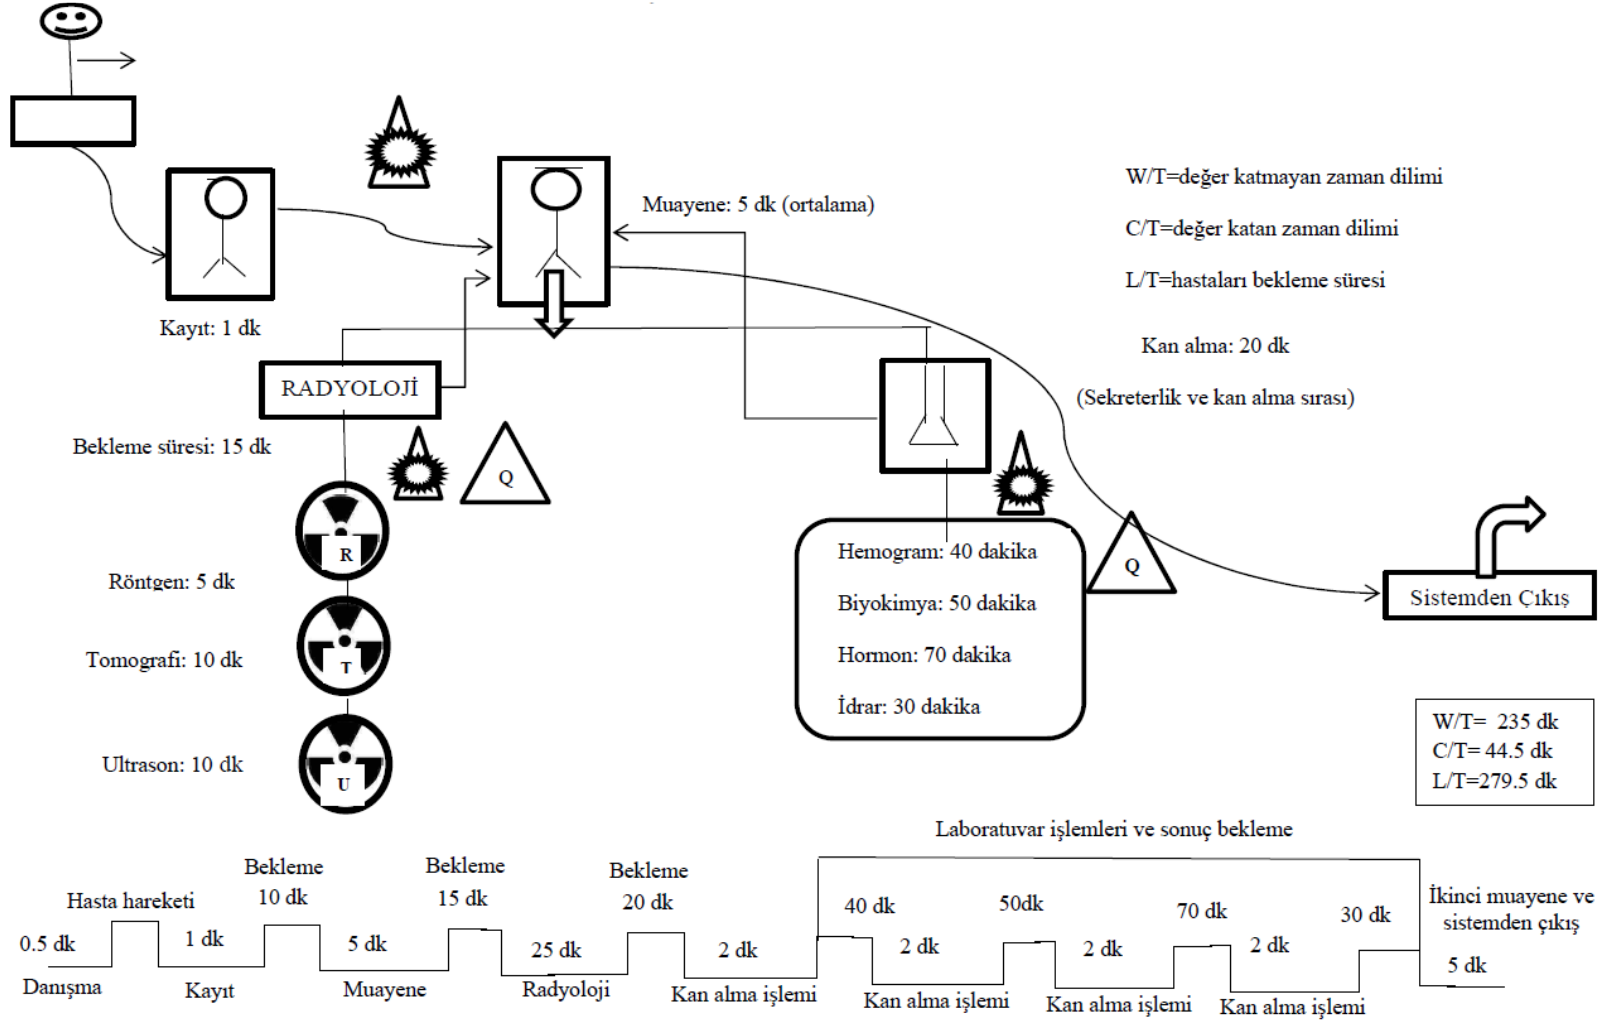 Muayene: 5 dk (ortalama)
W/T=değer katmayan zaman dilimi
C/T=değer katan zaman dilimi
L/T=hastaları bekleme süresi
Kayıt: 1 dk
Kan alma: 20 dk
(Sekreterlik ve kan alma sırası)
RADYOLOJİ
Bekleme süresi: 15 dk
Q
R
Röntgen: 5 dk
T
Tomografi: 10 dk
U
Ultrason: 10 dk
Hemogram: 40 dakika
Biyokimya: 50 dakika
Hormon: 70 dakika
İdrar: 30 dakika
Q
Sistemden Çıkış
W/T= 235 dk
C/T= 44.5 dk
L/T=279.5 dk
Laboratuvar işlemleri ve sonuç bekleme
Hasta hareketi
Bekleme
10 dk
Bekleme
15 dk
Bekleme
20 dk
40 dk
50dk
70 dk
30 dk
İkinci muayene ve
sistemden çıkış
0.5 dk
1 dk
5 dk
25 dk
2 dk
2 dk
2 dk
2 dk
5 dk
Danışma
Kayıt
Muayene
Radyoloji
Kan alma işlemi
Kan alma işlemi
Kan alma işlemi
Kan alma işlemi